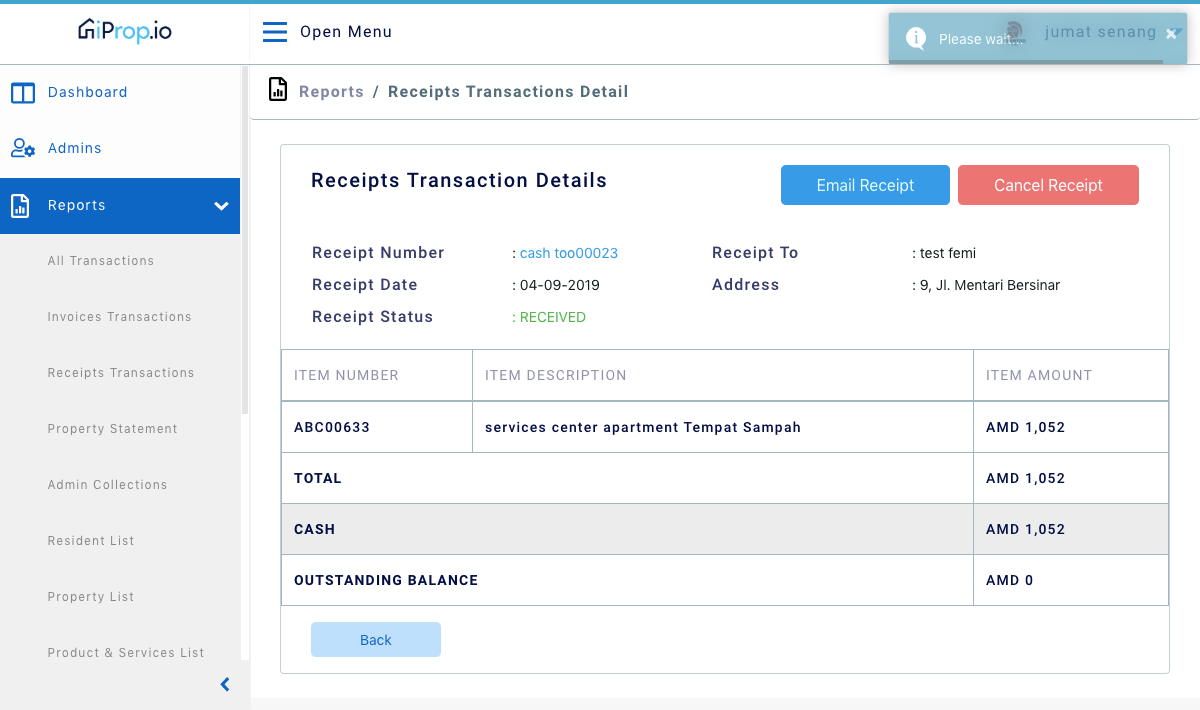 iProp.io
Open Menu
Please wait...
jumat senang
Dashboard
Reports / Receipts Transactions Detail
Admins
Reports
All Transactions
Invoices Transactions
Receipts Transactions
Property Statement
Admin Collections
Resident List
Property List
Product & Services List
Receipts Transaction Details
Email Receipt
Cancel Receipt
Receipt Number : cash too00023
Receipt To : test femi
Receipt Date : 04-09-2019
Address : 9, Jl. Mentari Bersinar
Receipt Status : RECEIVED
ITEM NUMBER ITEM DESCRIPTION ITEM AMOUNT
ABC00633 services center apartment Tempat Sampah AMD 1,052
TOTAL AMD 1,052
CASH AMD 1,052
OUTSTANDING BALANCE AMD 0
Back